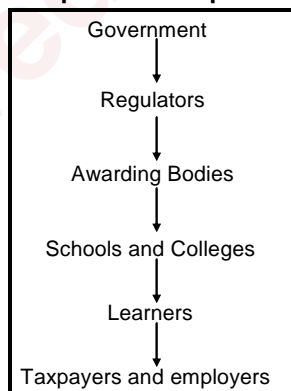 Government
Regulators
Awarding Bodies
Schools and Colleges
Learners
Taxpayers and employers